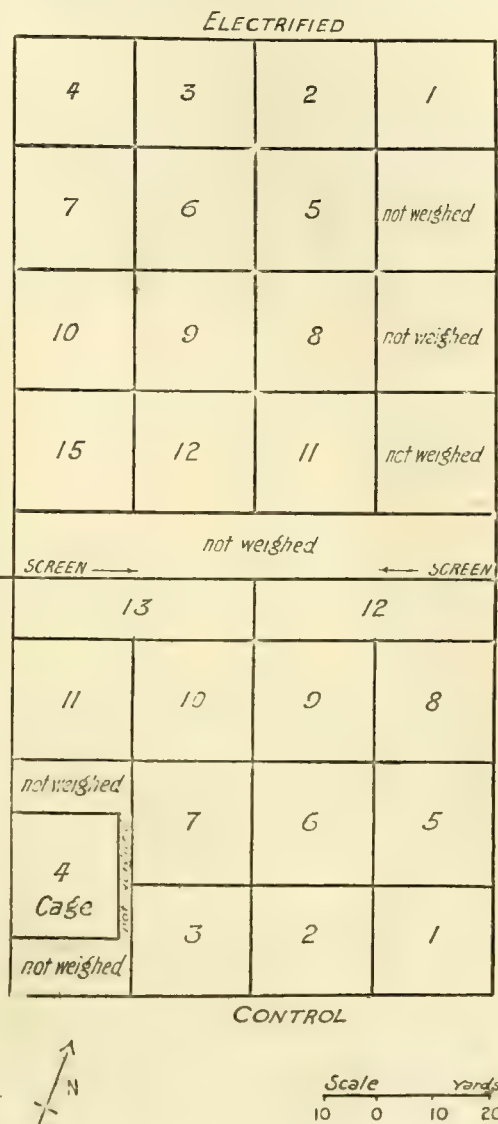 ELECTRIFIED
4 3 2 1
7 6 5 not weighed
10 9 8 not weighed
15 12 11 not weighed
not weighed
SCREEN → ← SCREEN
13 12
11 10 9 8
not weighed
7 6 5
4
Cage
not weighed
3 2 1
not weighed
CONTROL
N
Scale Yards
10 0 10 20